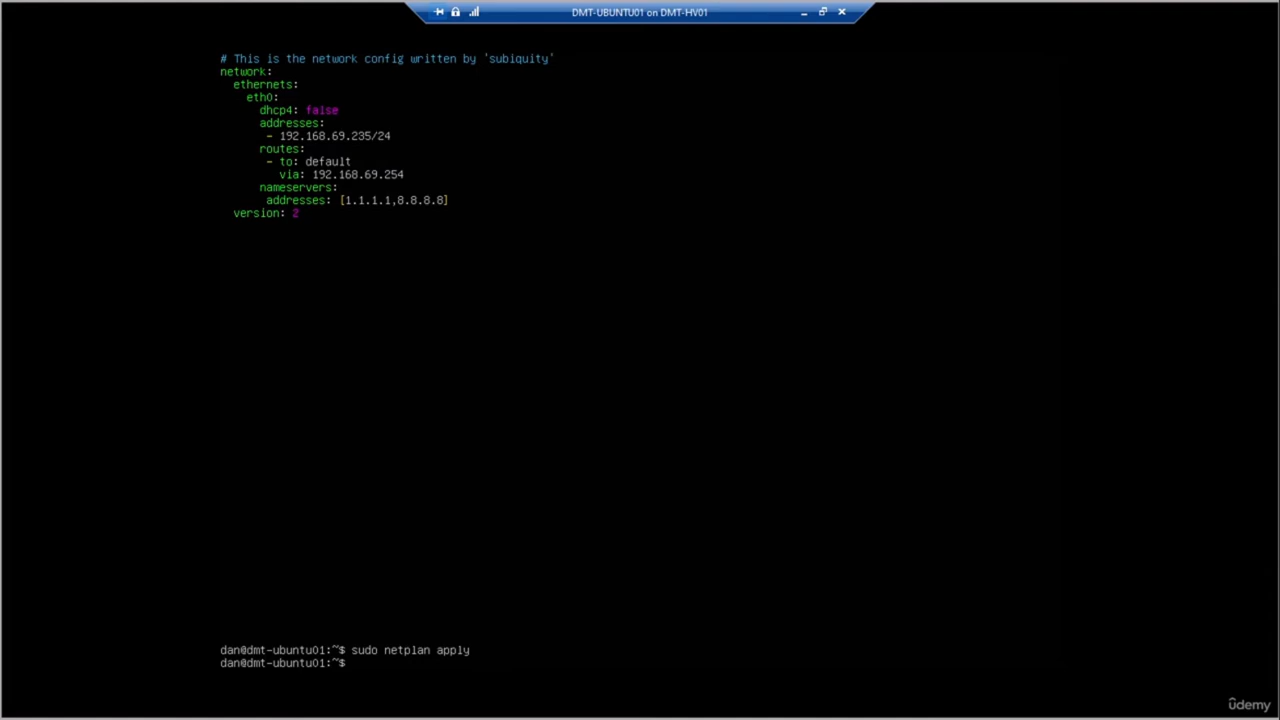 DMT-UBUNTU01 on DMT-HV01
# This is the network config written by 'subiquity'
network:
  ethernets:
    eth0:
      dhcp4: false
      addresses:
       - 192.168.69.235/24
      routes:
       - to: default
         via: 192.168.69.254
      nameservers:
       addresses: [1.1.1.1,8.8.8.8]
  version: 2
dan@dmt-ubuntu01:~$ sudo netplan apply
dan@dmt-ubuntu01:~$
ûdemy